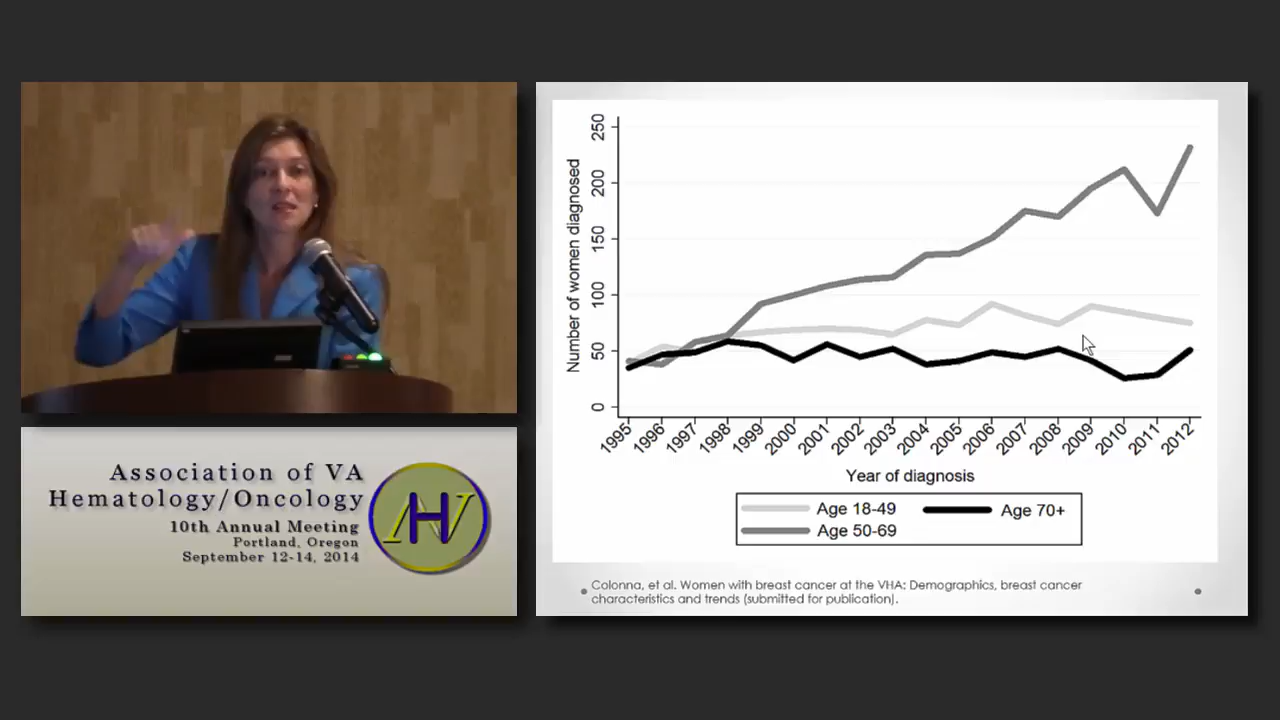 Association of VA
Hematology/Oncology
10th Annual Meeting
Portland, Oregon
September 12-14, 2014
AHV
Number of women diagnosed
250
200
150
100
50
0
1995 1996 1997 1998 1999 2000 2001 2002 2003 2004 2005 2006 2007 2008 2009 2010 2011 2012
Year of diagnosis
Age 18-49 Age 70+
Age 50-69
Colonna, et al. Women with breast cancer at the VHA: Demographics, breast cancer
characteristics and trends (submitted for publication).